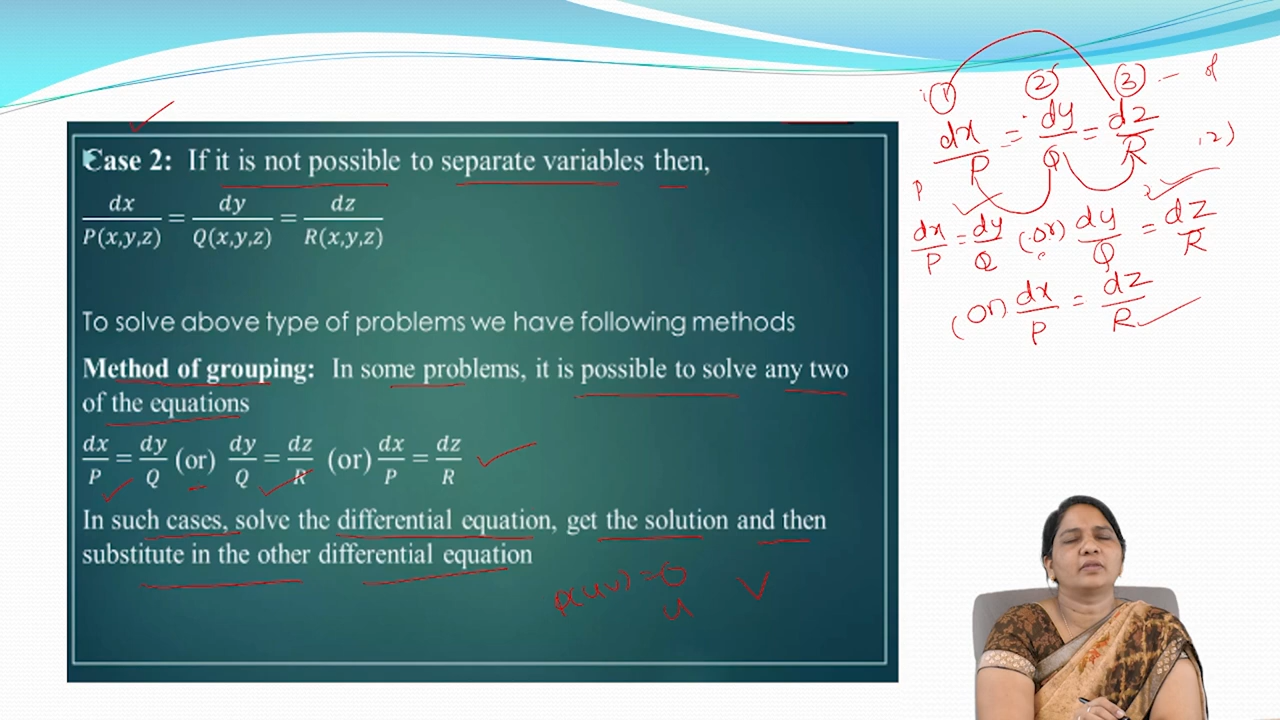 Case 2: If it is not possible to separate variables then,
dx/P(x,y,z) = dy/Q(x,y,z) = dz/R(x,y,z)
To solve above type of problems we have following methods
Method of grouping: In some problems, it is possible to solve any two
of the equations
dx/P = dy/Q (or) dy/Q = dz/R (or) dx/P = dz/R
In such cases, solve the differential equation, get the solution and then
substitute in the other differential equation
φ(u,v) = 0
u v
① ② ③
dx/P = dy/Q = dz/R
dx/P = dy/Q (or) dy/Q = dz/R
(or) dx/P = dz/R